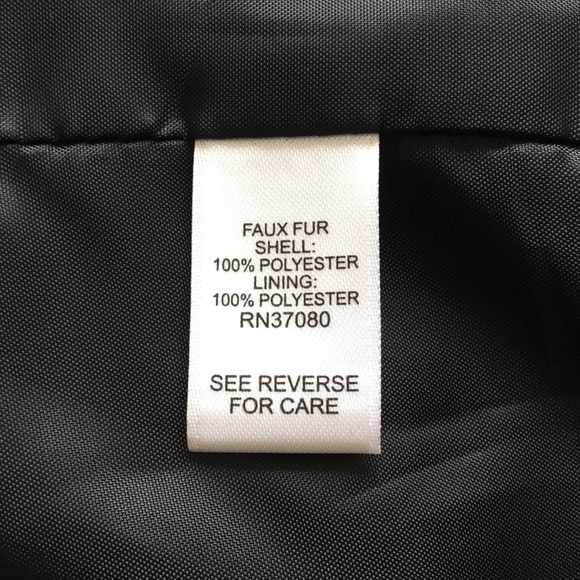 FAUX FUR
SHELL:
100% POLYESTER
LINING:
100% POLYESTER
RN37080
SEE REVERSE
FOR CARE